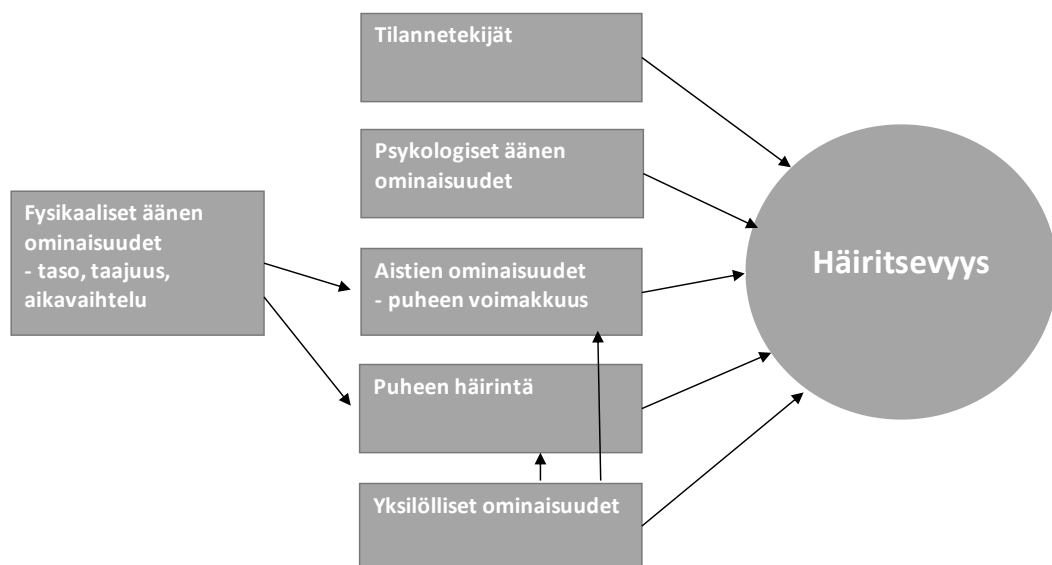 Tilannetekijät
Psykologiset äänen
ominaisuudet
Fysikaaliset äänen
ominaisuudet
- taso, taajuus,
aikavaihtelu
Aistien ominaisuudet
- puheen voimakkuus
Häiritsevyys
Puheen häirintä
Yksilölliset ominaisuudet